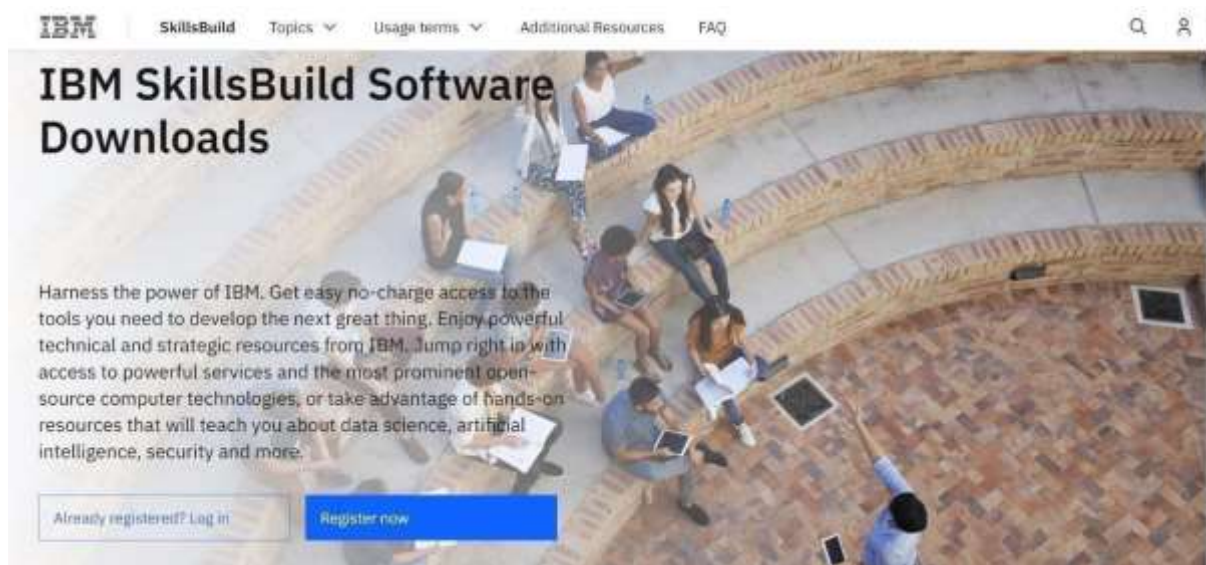 IBM SkillsBuild Topics Usage terms Additional Resources FAQ
IBM SkillsBuild Software
Downloads
Harness the power of IBM. Get easy no-charge access to the
tools you need to develop the next great thing. Enjoy powerful
technical and strategic resources from IBM. Jump right in with
access to powerful services and the most prominent open-
source computer technologies, or take advantage of hands-on
resources that will teach you about data science, artificial
intelligence, security and more.
Already registered? Log in Register now